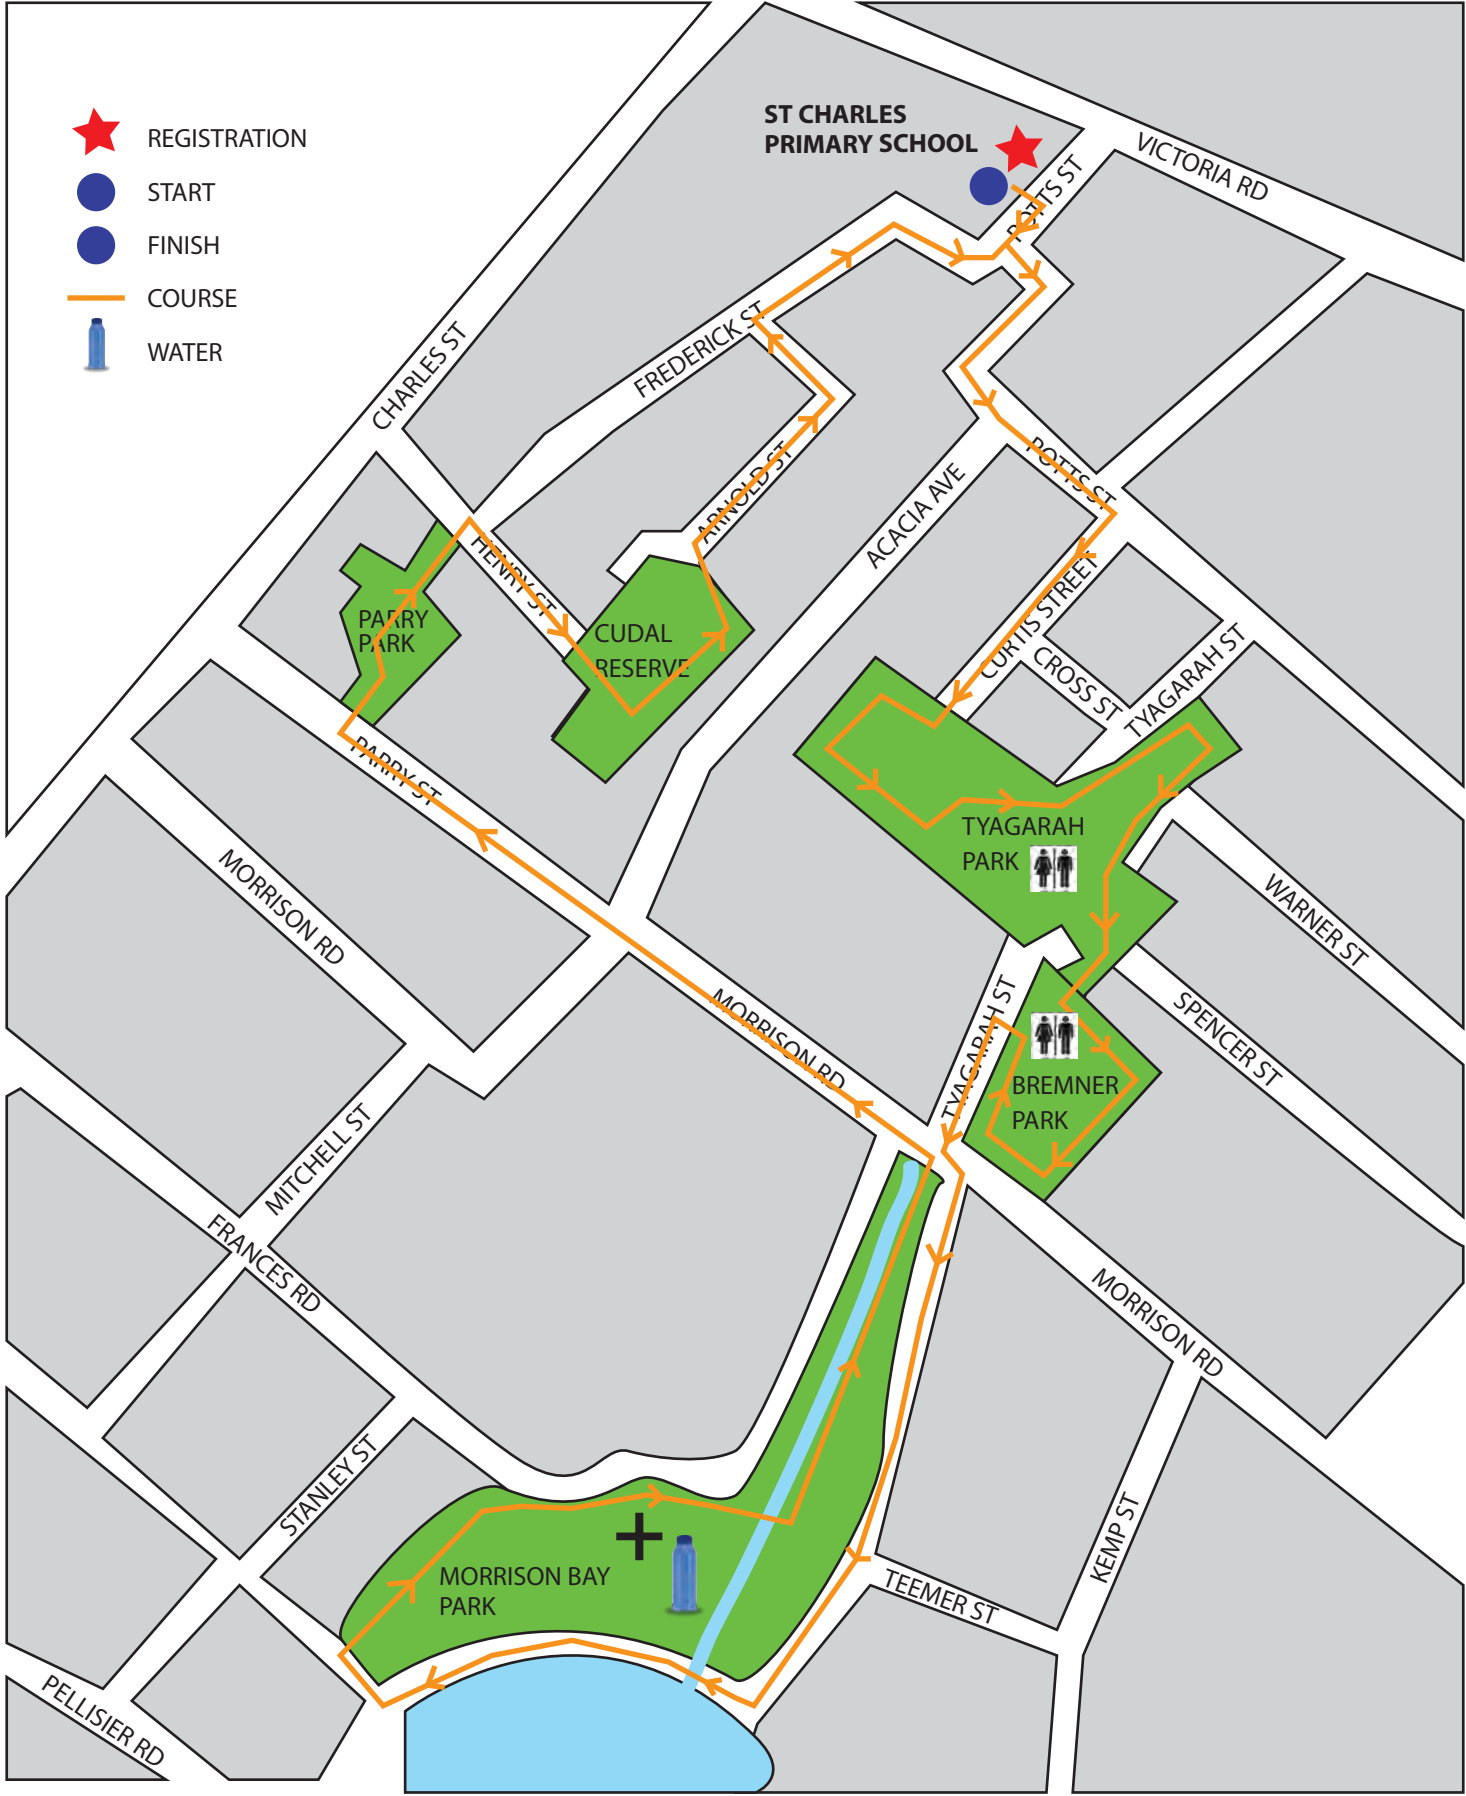 REGISTRATION
START
FINISH
COURSE
WATER
ST CHARLES
PRIMARY SCHOOL
VICTORIA RD
POTTS ST
CHARLES ST
FREDERICK ST
ARNOLD ST
ACACIA AVE
POTTS ST
HENRY ST
PARRY
PARK
CUDAL
RESERVE
CURTIS STREET
CROSS ST
TYAGARAH ST
PARRY ST
TYAGARAH
PARK
MORRISON RD
WARNER ST
MORRISON RD
TYAGARAH ST
SPENCER ST
BREMNER
PARK
MITCHELL ST
FRANCES RD
MORRISON RD
STANLEY ST
KEMP ST
MORRISON BAY
PARK
TEEMER ST
PELLISIER RD